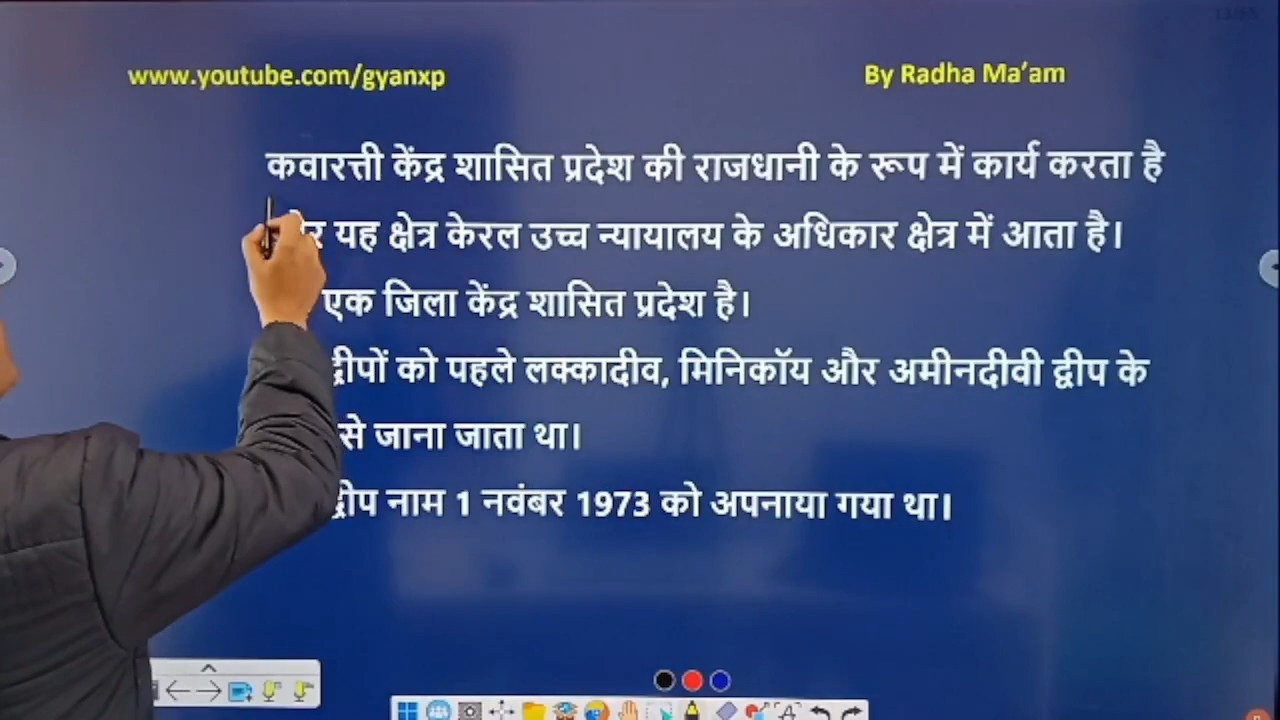 www.youtube.com/gyanxp
By Radha Ma’am
कवारत्ती केंद्र शासित प्रदेश की राजधानी के रूप में कार्य करता है
यह क्षेत्र केरल उच्च न्यायालय के अधिकार क्षेत्र में आता है।
एक जिला केंद्र शासित प्रदेश है।
द्वीपों को पहले लक्कादीव, मिनिकॉय और अमीनदीवी द्वीप के
से जाना जाता था।
नाम 1 नवंबर 1973 को अपनाया गया था।